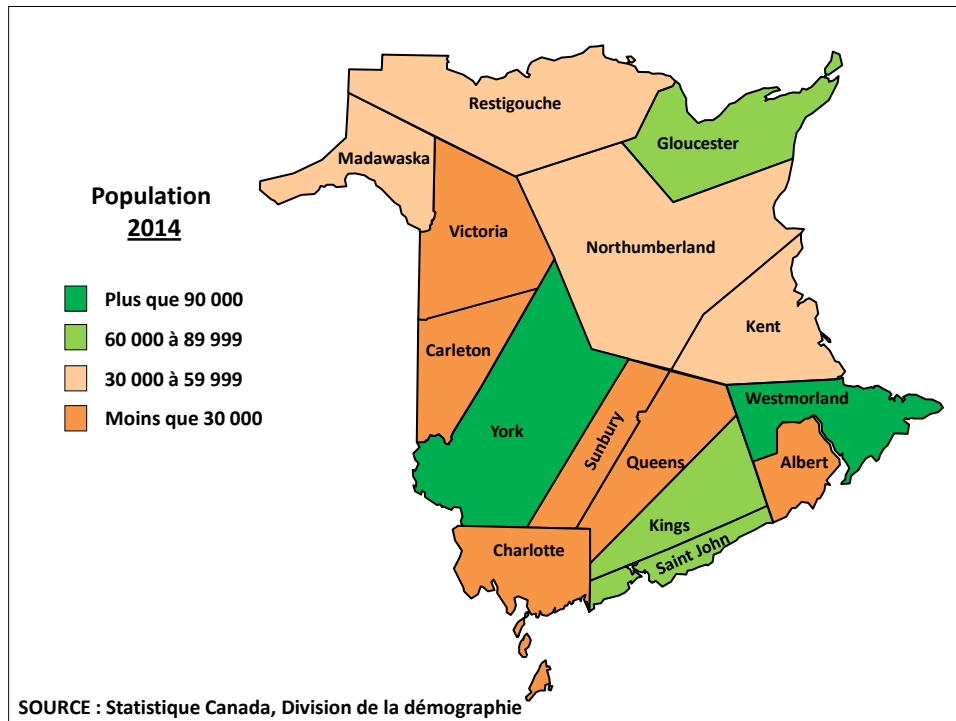 Restigouche
Gloucester
Madawaska
Population
2014
Victoria
Northumberland
Plus que 90 000
60 000 à 89 999
30 000 à 59 999
Moins que 30 000
Kent
Carleton
Westmorland
York
Sunbury
Queens
Albert
Kings
Saint John
Charlotte
SOURCE : Statistique Canada, Division de la démographie